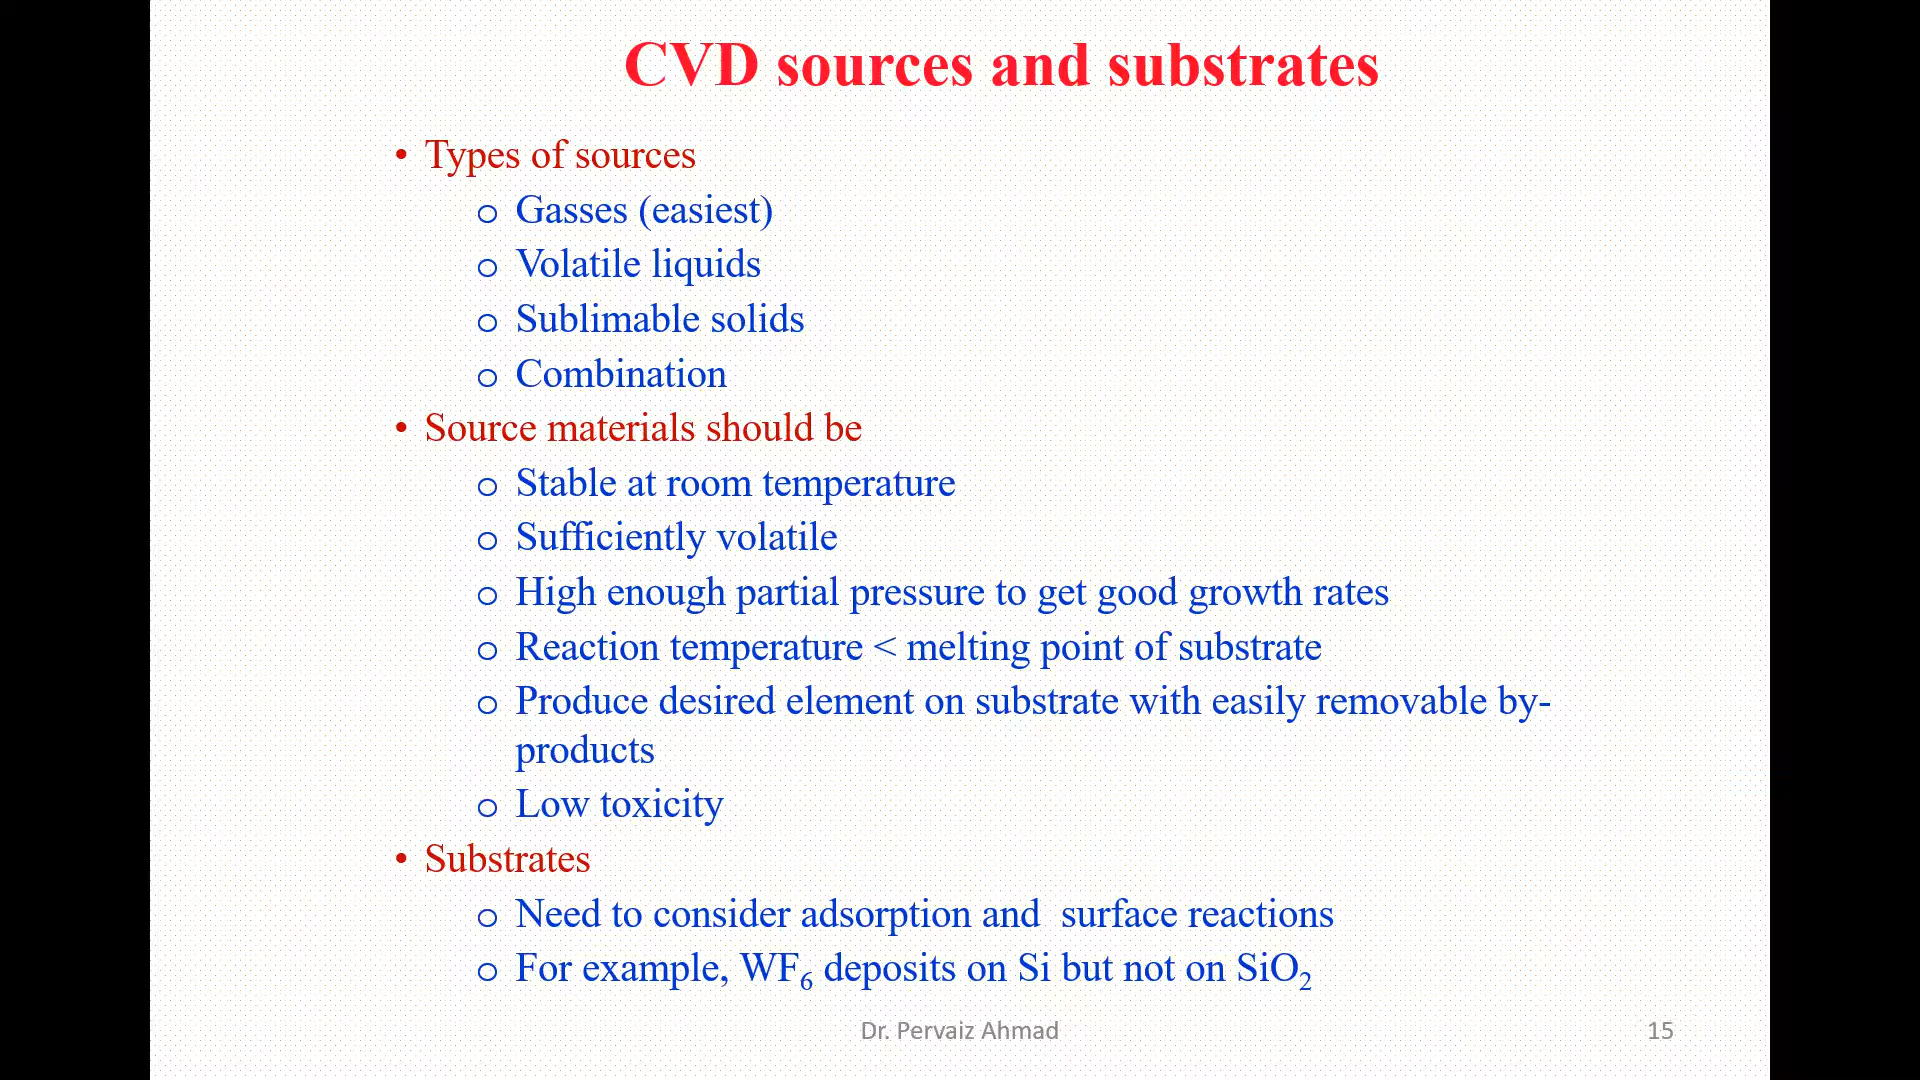 CVD sources and substrates
• Types of sources
o Gasses (easiest)
o Volatile liquids
o Sublimable solids
o Combination
• Source materials should be
o Stable at room temperature
o Sufficiently volatile
o High enough partial pressure to get good growth rates
o Reaction temperature < melting point of substrate
o Produce desired element on substrate with easily removable by-
products
o Low toxicity
• Substrates
o Need to consider adsorption and  surface reactions
o For example, WF₆ deposits on Si but not on SiO₂
Dr. Pervaiz Ahmad
15